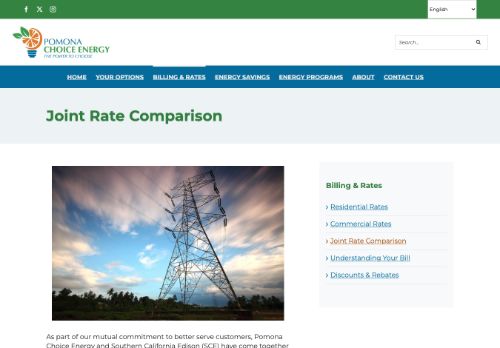 English
POMONA
CHOICE ENERGY
THE POWER TO CHOOSE
Search...
HOME YOUR OPTIONS BILLING & RATES ENERGY SAVINGS ENERGY PROGRAMS ABOUT CONTACT US
Joint Rate Comparison
Billing & Rates
Residential Rates
Commercial Rates
Joint Rate Comparison
Understanding Your Bill
Discounts & Rebates
As part of our mutual commitment to better serve customers, Pomona
Choice Energy and Southern California Edison (SCE) have come together